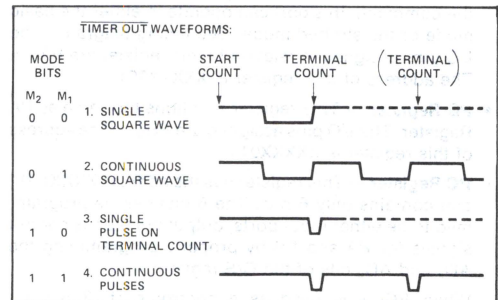 TIMER OUT WAVEFORMS:
MODE BITS START COUNT TERMINAL COUNT (TERMINAL COUNT)
M2 M1
0 0 1. SINGLE SQUARE WAVE
0 1 2. CONTINUOUS SQUARE WAVE
1 0 3. SINGLE PULSE ON TERMINAL COUNT
1 1 4. CONTINUOUS PULSES